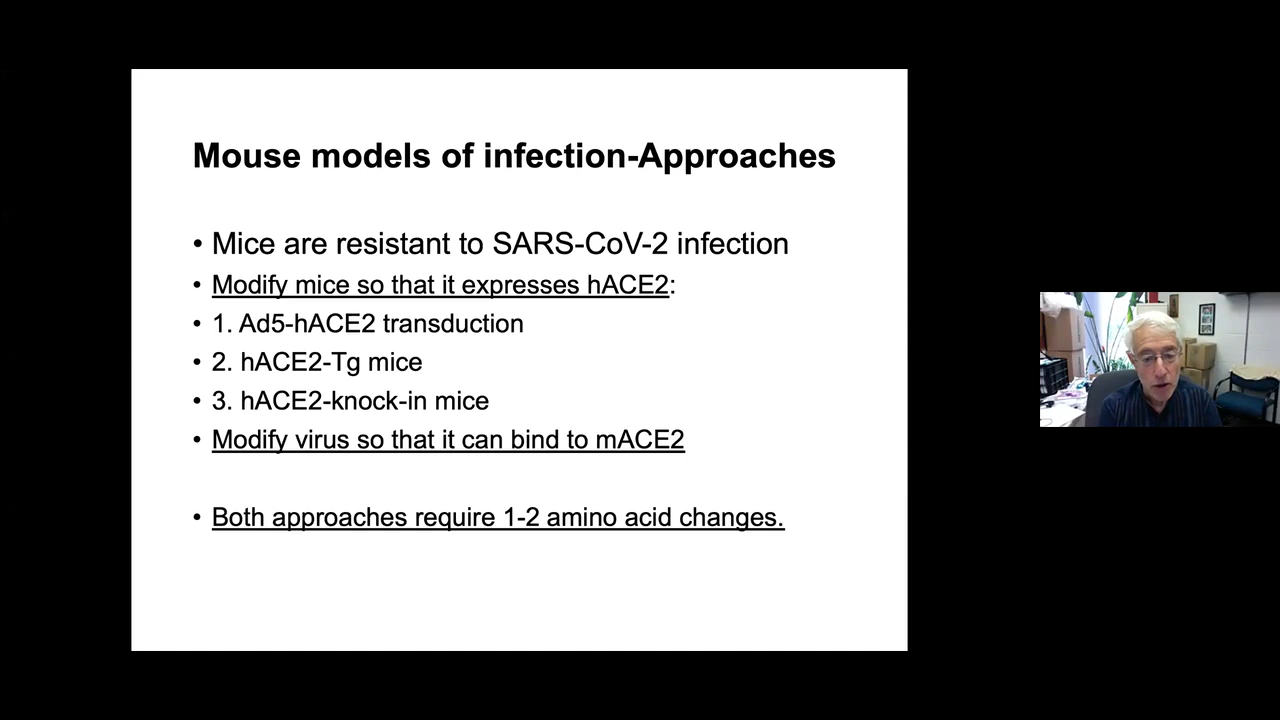 Mouse models of infection-Approaches
• Mice are resistant to SARS-CoV-2 infection
• Modify mice so that it expresses hACE2:
• 1. Ad5-hACE2 transduction
• 2. hACE2-Tg mice
• 3. hACE2-knock-in mice
• Modify virus so that it can bind to mACE2
• Both approaches require 1-2 amino acid changes.